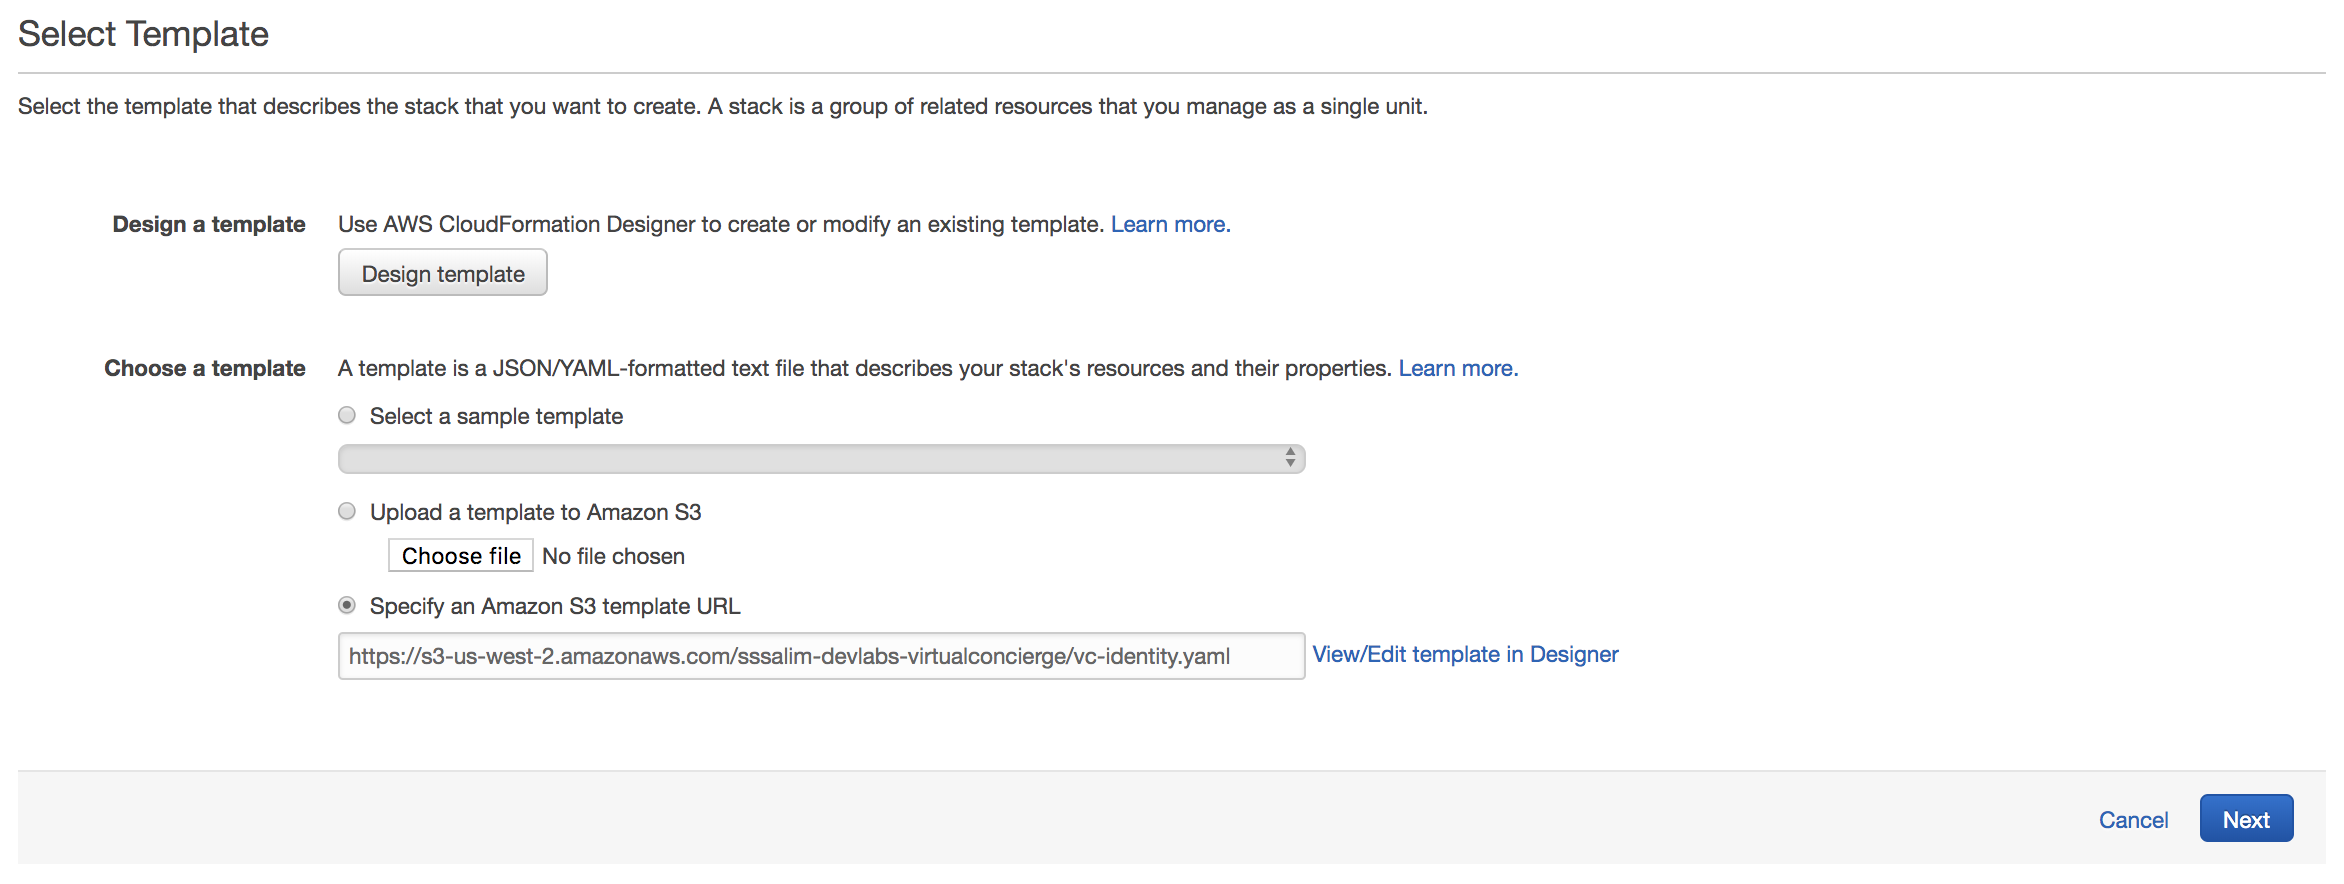 Select Template
Select the template that describes the stack that you want to create. A stack is a group of related resources that you manage as a single unit.
Design a template
Use AWS CloudFormation Designer to create or modify an existing template. Learn more.
Design template
Choose a template
A template is a JSON/YAML-formatted text file that describes your stack's resources and their properties. Learn more.
Select a sample template
Upload a template to Amazon S3
Choose file No file chosen
Specify an Amazon S3 template URL
https://s3-us-west-2.amazonaws.com/sssalim-devlabs-virtualconcierge/vc-identity.yaml View/Edit template in Designer
Cancel Next